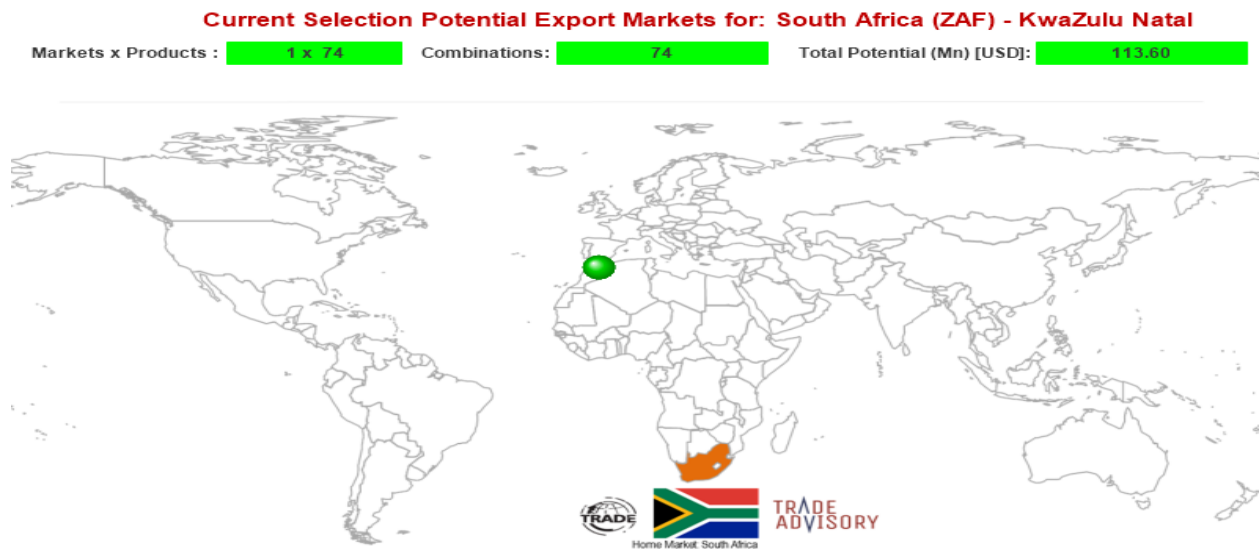 Current Selection Potential Export Markets for: South Africa (ZAF) - KwaZulu Natal
Markets x Products : 1 x 74 Combinations: 74 Total Potential (Mn) [USD]: 113.60
TRADE
TRADE
ADVISORY
Home Market: South Africa